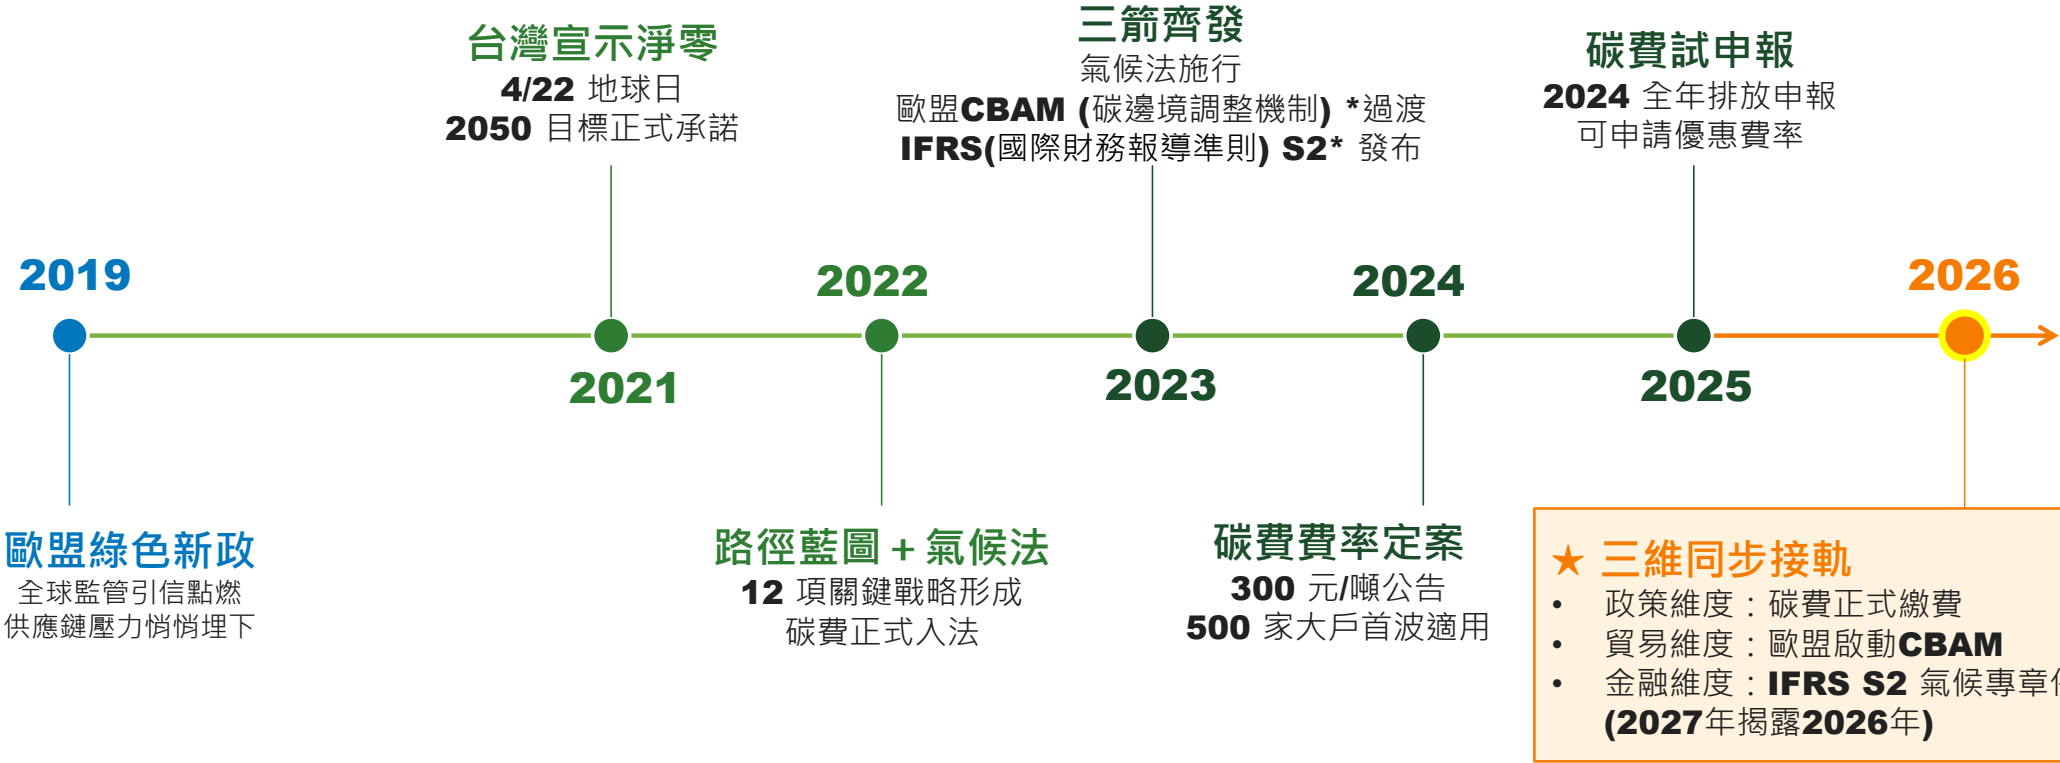 2019
歐盟綠色新政
全球監管引信點燃
供應鏈壓力悄悄埋下
台灣宣示淨零
4/22 地球日
2050 目標正式承諾
2021
2022
路徑藍圖＋氣候法
12 項關鍵戰略形成
碳費正式入法
三箭齊發
氣候法施行
歐盟CBAM (碳邊境調整機制) *過渡
IFRS(國際財務報導準則) S2* 發布
2023
2024
碳費費率定案
300 元/噸公告
500 家大戶首波適用
碳費試申報
2024 全年排放申報
可申請優惠費率
2025
2026
★ 三維同步接軌
• 政策維度：碳費正式繳費
• 貿易維度：歐盟啟動CBAM
• 金融維度：IFRS S2 氣候專章
(2027年揭露2026年)